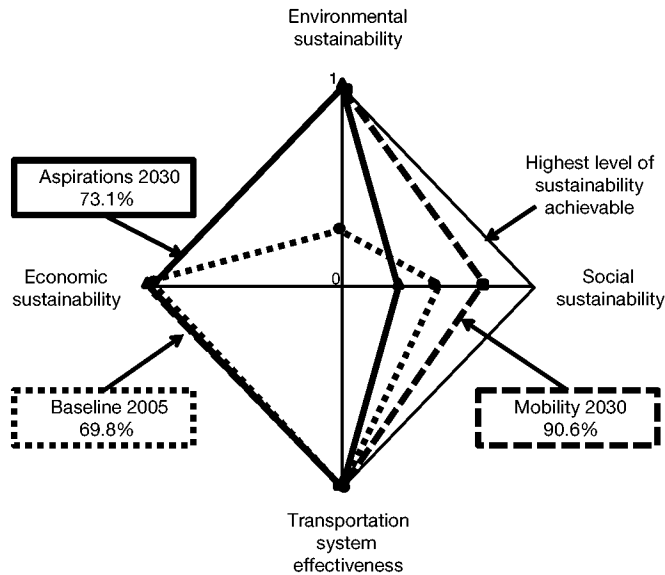 Environmental
sustainability
1
Aspirations 2030
73.1%
Highest level of
sustainability
achievable
Economic
sustainability
0
Social
sustainability
Baseline 2005
69.8%
Mobility 2030
90.6%
Transportation
system
effectiveness